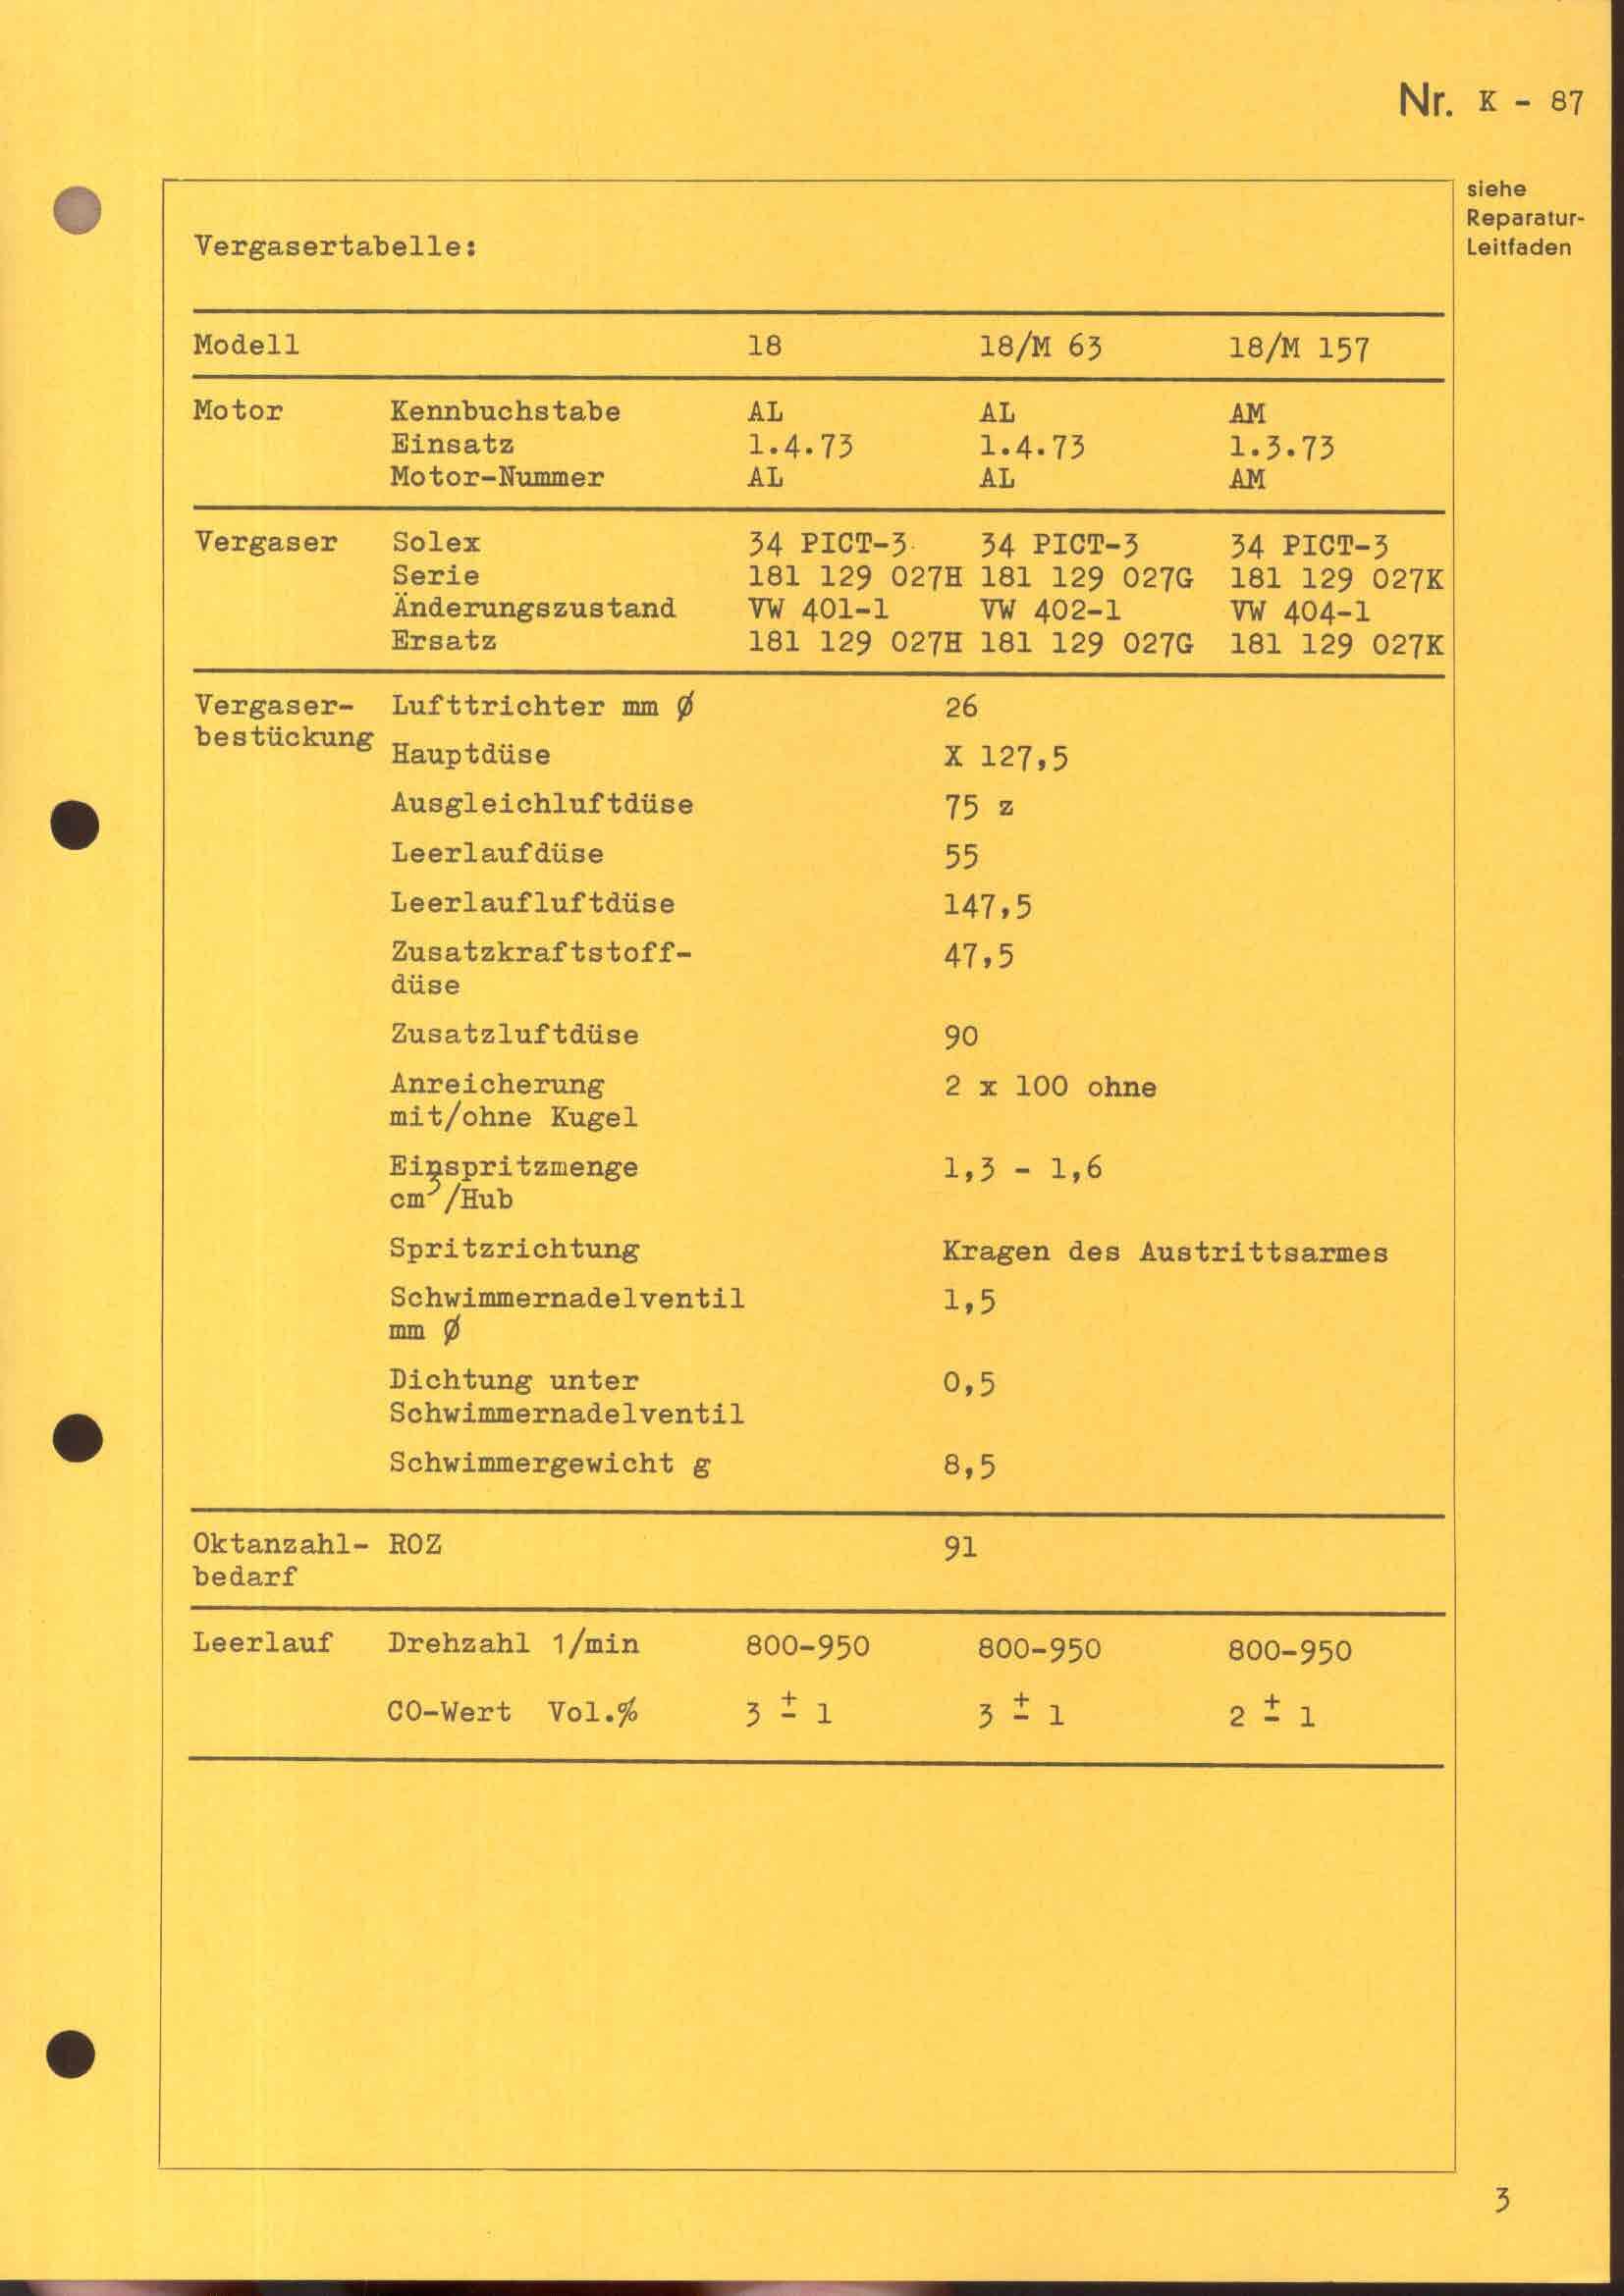 Nr. K - 87
siehe
Reparatur-
Leitfaden
Vergasertabelle:
Modell 18 18/M 63 18/M 157
Motor Kennbuchstabe AL AL AM
Einsatz 1.4.73 1.4.73 1.3.73
Motor-Nummer AL AL AM
Vergaser Solex 34 PICT-3 34 PICT-3 34 PICT-3
Serie 181 129 027H 181 129 027G 181 129 027K
Änderungszustand VW 401-1 VW 402-1 VW 404-1
Ersatz 181 129 027H 181 129 027G 181 129 027K
Vergaser- Lufttrichter mm Ø 26
bestückung
Hauptdüse X 127,5
Ausgleichluftdüse 75 z
Leerlaufdüse 55
Leerlaufluftdüse 147,5
Zusatzkraftstoff- 47,5
düse
Zusatzluftdüse 90
Anreicherung 2 x 100 ohne
mit/ohne Kugel
Einspritzmenge 1,3 - 1,6
cm³/Hub
Spritzrichtung Kragen des Austrittsarmes
Schwimmernadelventil 1,5
mm Ø
Dichtung unter 0,5
Schwimmernadelventil
Schwimmergewicht g 8,5
Oktanzahl- ROZ 91
bedarf
Leerlauf Drehzahl 1/min 800-950 800-950 800-950
CO-Wert Vol.% 3 ± 1 3 ± 1 2 ± 1
3